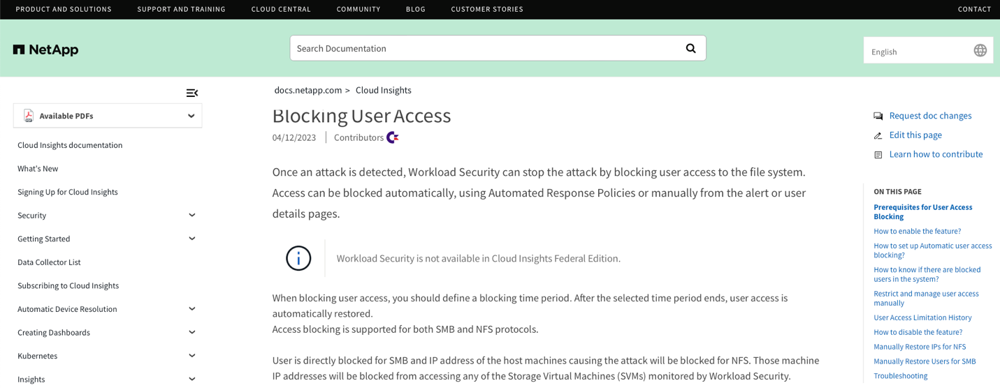 PRODUCT AND SOLUTIONS SUPPORT AND TRAINING CLOUD CENTRAL COMMUNITY BLOG CUSTOMER STORIES CONTACT
NetApp
Search Documentation
English
Available PDFs
Cloud Insights documentation
What's New
Signing Up for Cloud Insights
Security
Getting Started
Data Collector List
Subscribing to Cloud Insights
Automatic Device Resolution
Creating Dashboards
Kubernetes
Insights
docs.netapp.com > Cloud Insights
Blocking User Access
04/12/2023 Contributors
Once an attack is detected, Workload Security can stop the attack by blocking user access to the file system.
Access can be blocked automatically, using Automated Response Policies or manually from the alert or user
details pages.
Workload Security is not available in Cloud Insights Federal Edition.
When blocking user access, you should define a blocking time period. After the selected time period ends, user access is
automatically restored.
Access blocking is supported for both SMB and NFS protocols.
User is directly blocked for SMB and IP address of the host machines causing the attack will be blocked for NFS. Those machine
IP addresses will be blocked from accessing any of the Storage Virtual Machines (SVMs) monitored by Workload Security.
Request doc changes
Edit this page
Learn how to contribute
ON THIS PAGE
Prerequisites for User Access
Blocking
How to enable the feature?
How to set up Automatic user access
blocking?
How to know if there are blocked
users in the system?
Restrict and manage user access
manually
User Access Limitation History
How to disable the feature?
Manually Restore IPs for NFS
Manually Restore Users for SMB
Troubleshooting